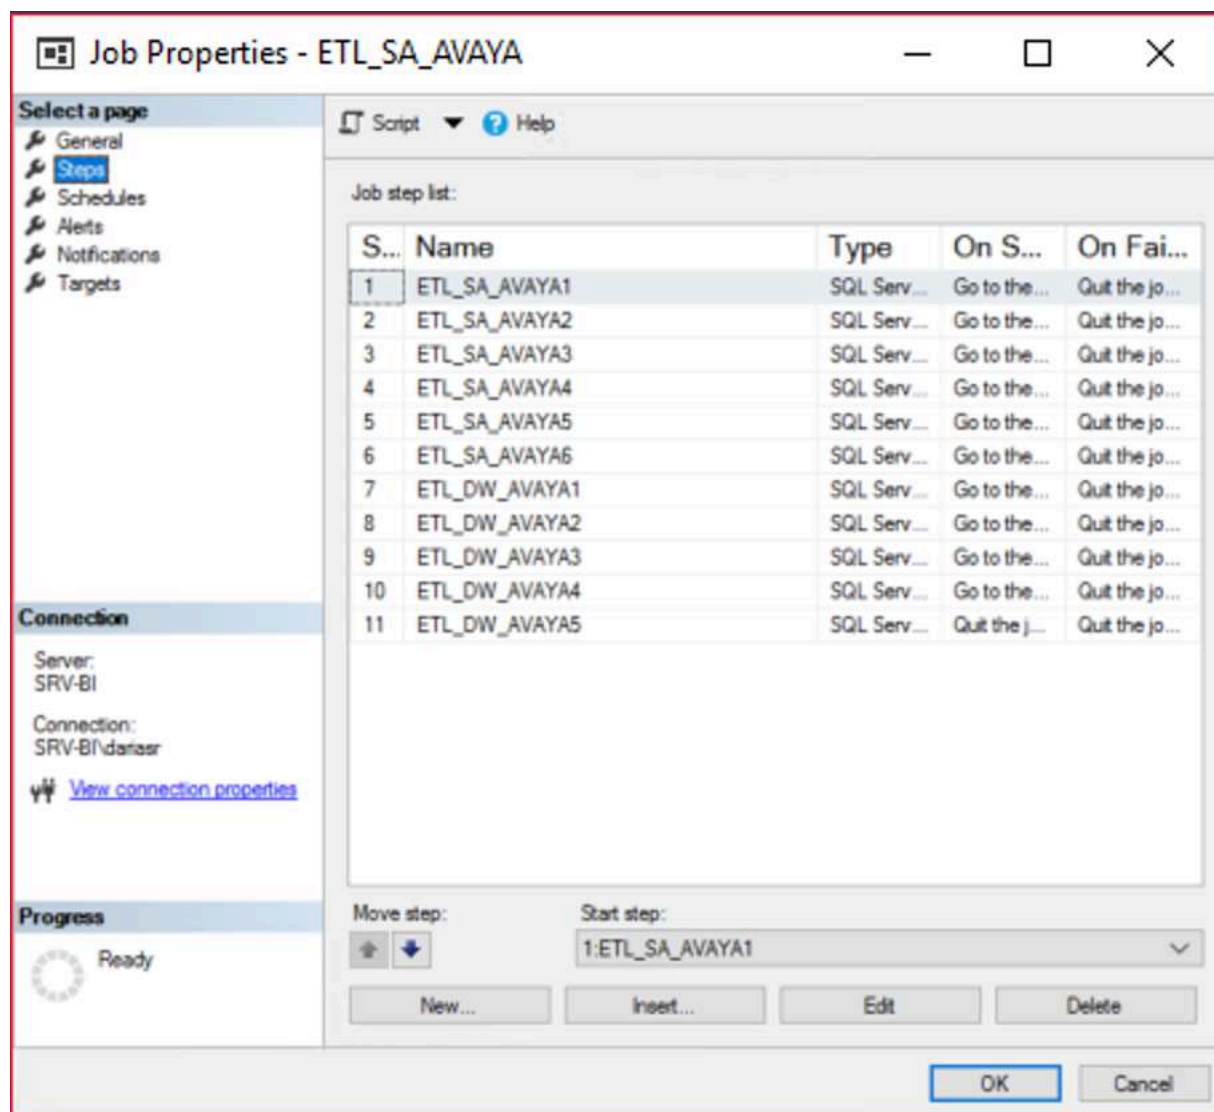 Job Properties - ETL_SA_AVAYA
Select a page
General
Steps
Schedules
Alerts
Notifications
Targets
Script Help
Job step list:
S... Name Type On S... On Fai...
1 ETL_SA_AVAYA1 SQL Serv... Go to the... Quit the jo...
2 ETL_SA_AVAYA2 SQL Serv... Go to the... Quit the jo...
3 ETL_SA_AVAYA3 SQL Serv... Go to the... Quit the jo...
4 ETL_SA_AVAYA4 SQL Serv... Go to the... Quit the jo...
5 ETL_SA_AVAYA5 SQL Serv... Go to the... Quit the jo...
6 ETL_SA_AVAYA6 SQL Serv... Go to the... Quit the jo...
7 ETL_DW_AVAYA1 SQL Serv... Go to the... Quit the jo...
8 ETL_DW_AVAYA2 SQL Serv... Go to the... Quit the jo...
9 ETL_DW_AVAYA3 SQL Serv... Go to the... Quit the jo...
10 ETL_DW_AVAYA4 SQL Serv... Go to the... Quit the jo...
11 ETL_DW_AVAYA5 SQL Serv... Quit the j... Quit the jo...
Connection
Server:
SRV-BI
Connection:
SRV-BI\dariasr
View connection properties
Progress
Ready
Move step: Start step:
1:ETL_SA_AVAYA1
New... Insert... Edit Delete
OK Cancel